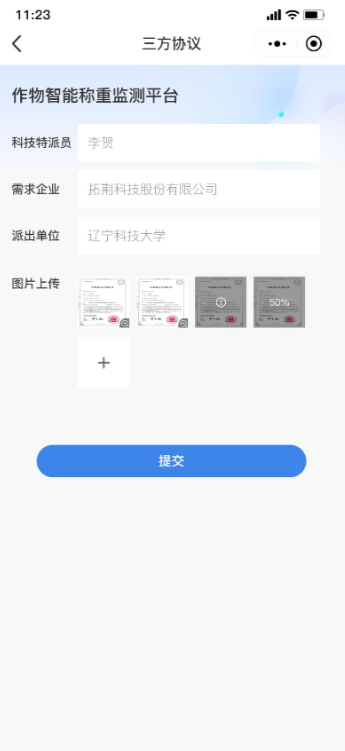 11:23
三方协议
作物智能称重监测平台
科技特派员 李贺
需求企业 拓荆科技股份有限公司
派出单位 辽宁科技大学
图片上传
50%
提交